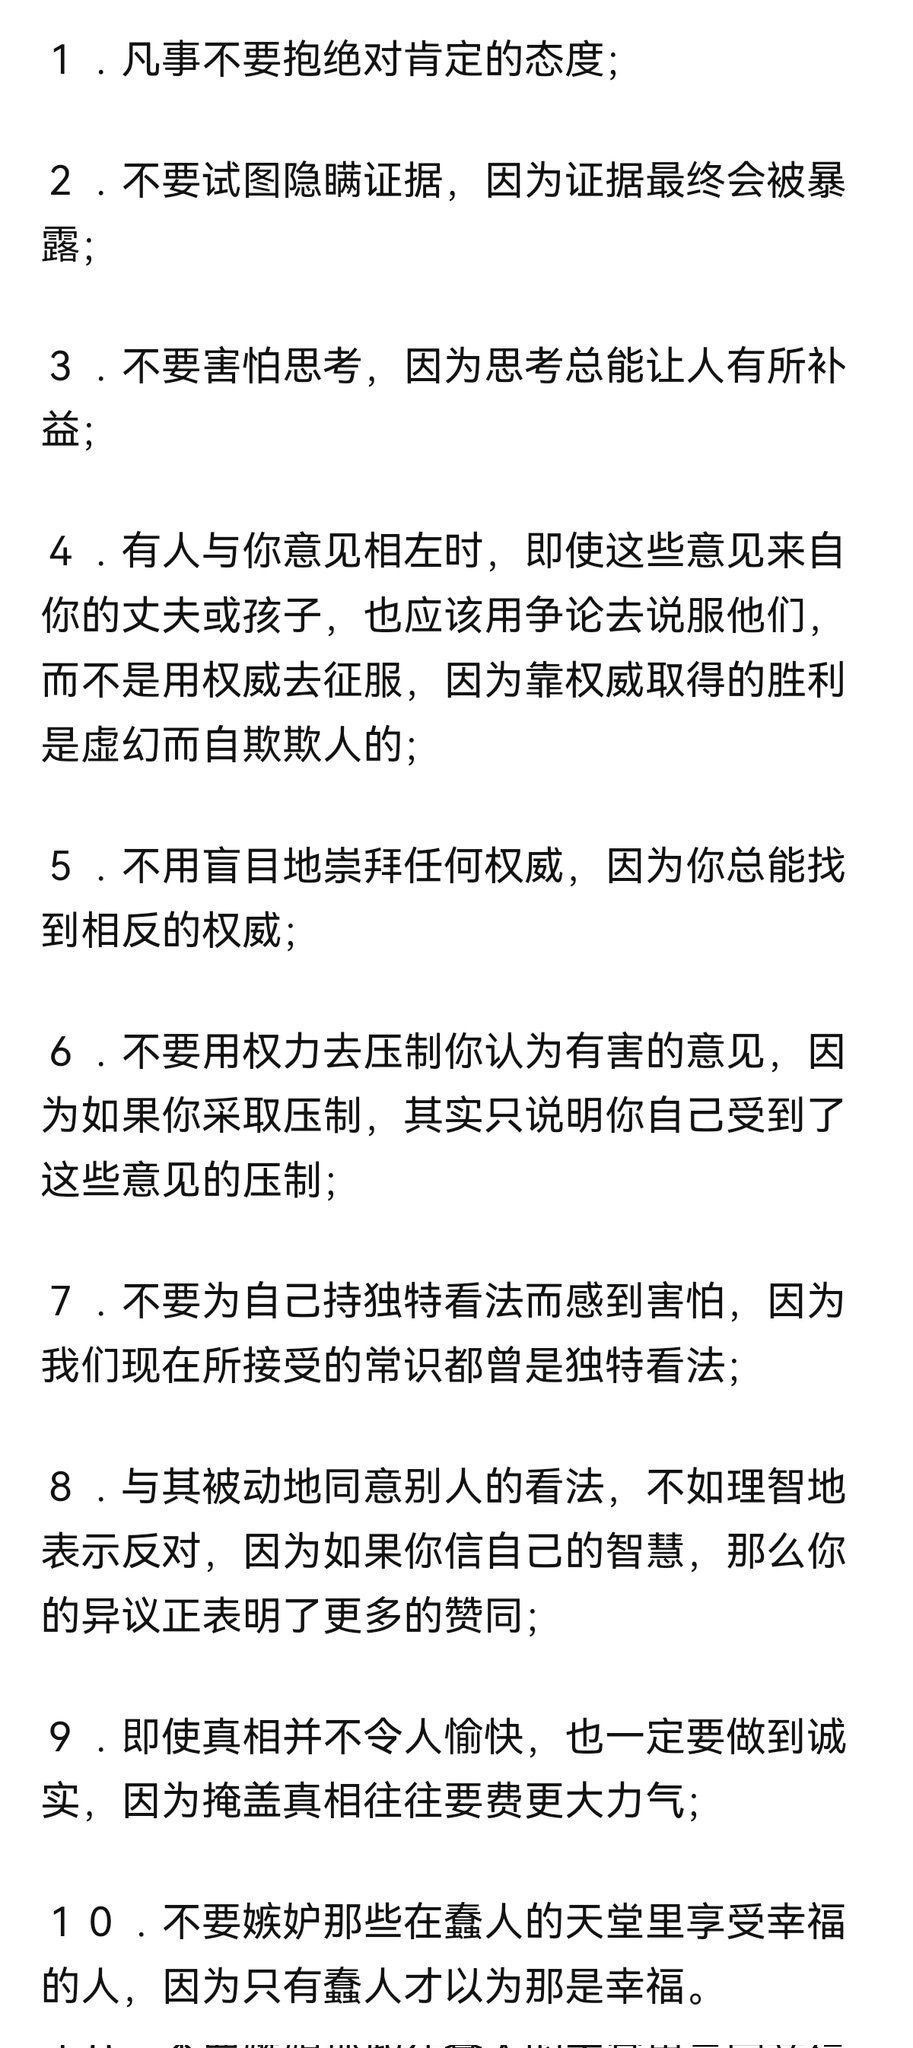 1.凡事不要抱绝对肯定的态度;
2.不要试图隐瞒证据，因为证据最终会被暴
露;
3.不要害怕思考，因为思考总能让人有所补
益;
4.有人与你意见相左时，即使这些意见来自
你的丈夫或孩子，也应该用争论去说服他们，
而不是用权威去征服，因为靠权威取得的胜利
是虚幻而自欺欺人的;
5.不用盲目地崇拜任何权威，因为你总能找
到相反的权威;
6.不要用权力去压制你认为有害的意见，因
为如果你采取压制，其实只说明你自己受到了
这些意见的压制;
7.不要为自己持独特看法而感到害怕，因为
我们现在所接受的常识都曾是独特看法;
8.与其被动地同意别人的看法，不如理智地
表示反对，因为如果你信自己的智慧，那么你
的异议正表明了更多的赞同;
9.即使真相并不令人愉快，也一定要做到诚
实，因为掩盖真相往往要费更大力气;
10.不要嫉妒那些在蠢人的天堂里享受幸福
的人，因为只有蠢人才以为那是幸福。